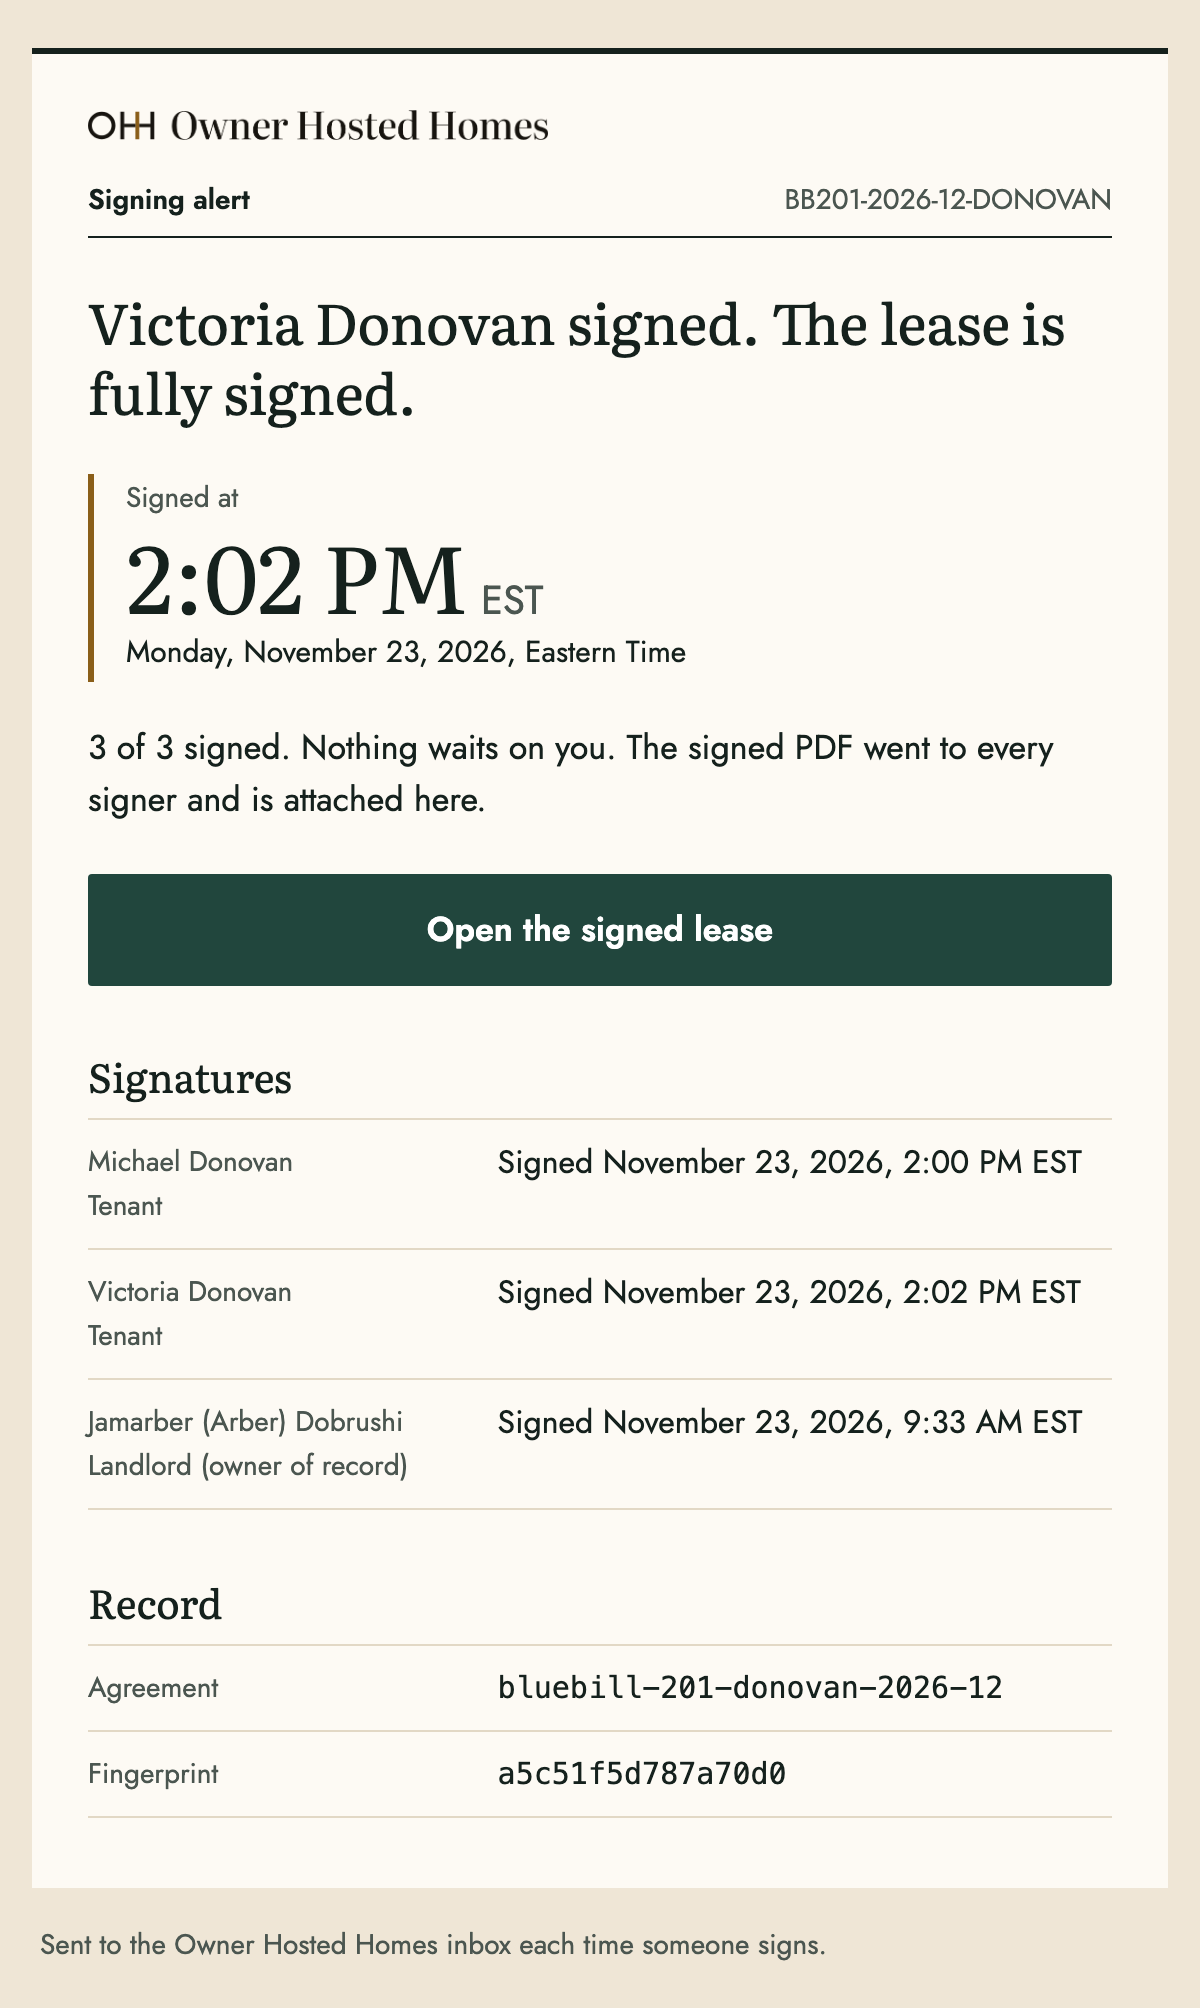 OHH Owner Hosted Homes
Signing alert BB201-2026-12-DONOVAN
Victoria Donovan signed. The lease is
fully signed.
Signed at
2:02 PM EST
Monday, November 23, 2026, Eastern Time
3 of 3 signed. Nothing waits on you. The signed PDF went to every
signer and is attached here.
Open the signed lease
Signatures
Michael Donovan Signed November 23, 2026, 2:00 PM EST
Tenant
Victoria Donovan Signed November 23, 2026, 2:02 PM EST
Tenant
Jamarber (Arber) Dobrushi Signed November 23, 2026, 9:33 AM EST
Landlord (owner of record)
Record
Agreement bluebill-201-donovan-2026-12
Fingerprint a5c51f5d787a70d0
Sent to the Owner Hosted Homes inbox each time someone signs.